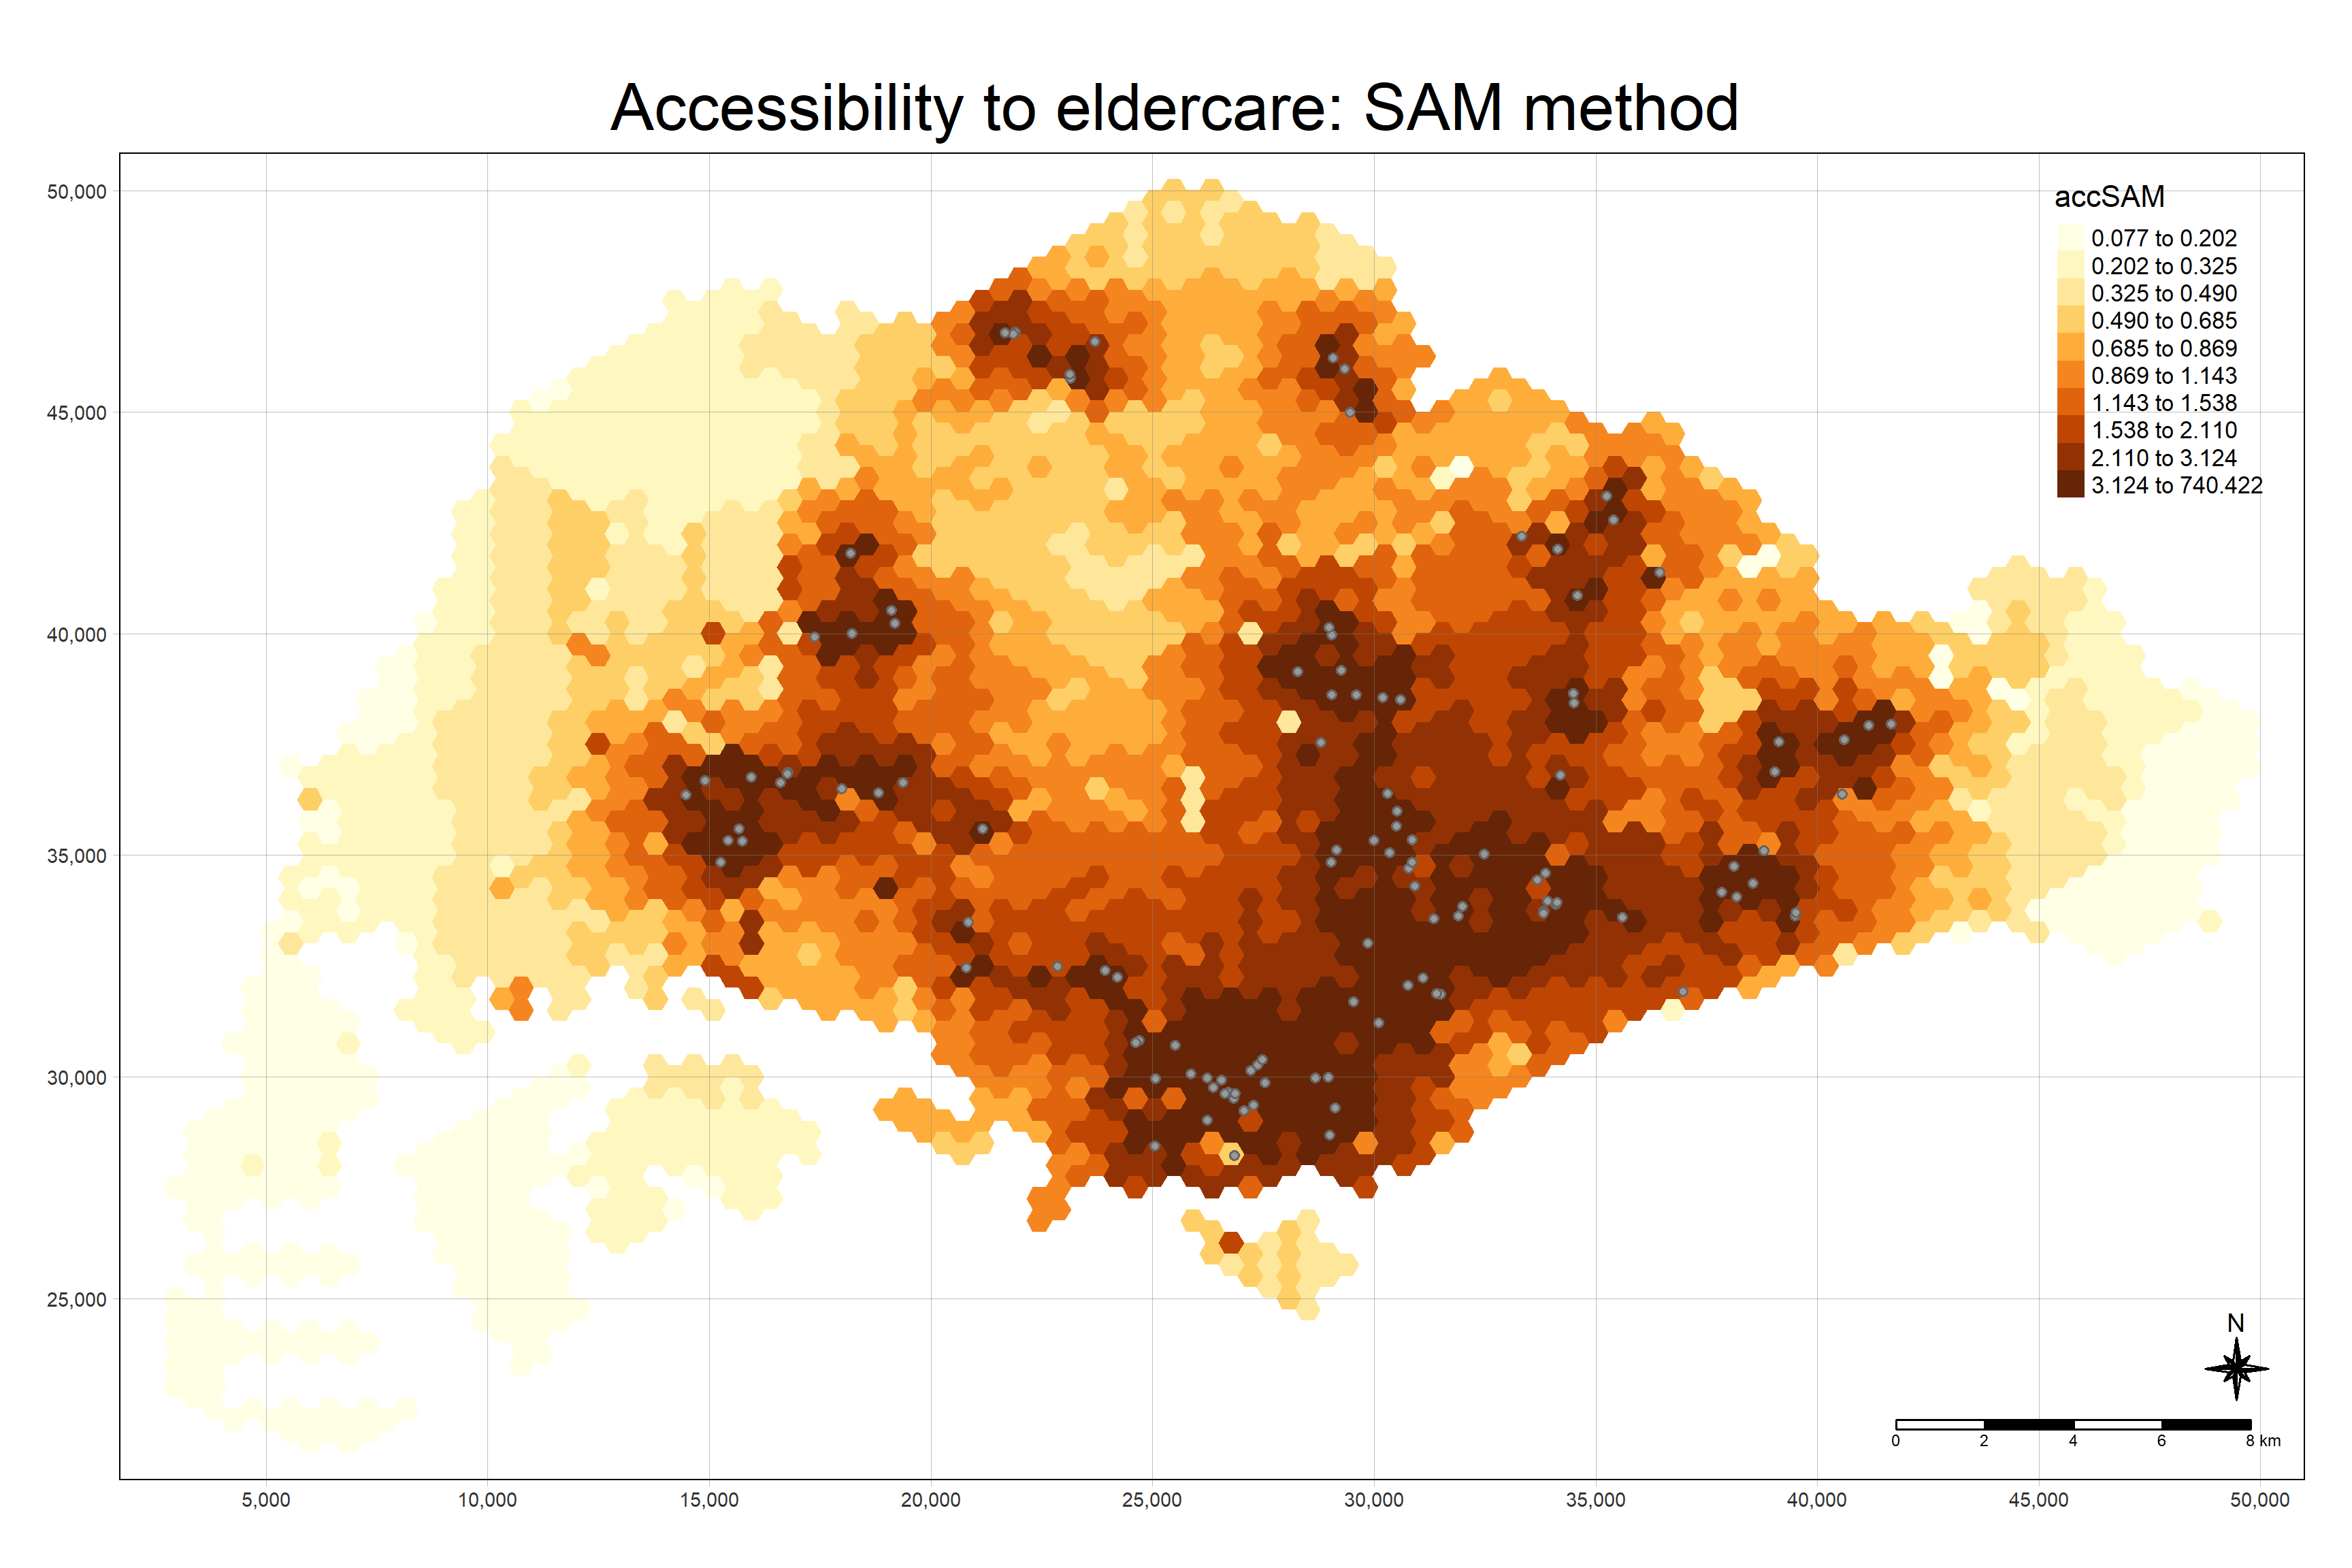 Accessibility to eldercare: SAM method
accSAM
0.077 to 0.202
0.202 to 0.325
0.325 to 0.490
0.490 to 0.685
0.685 to 0.869
0.869 to 1.143
1.143 to 1.538
1.538 to 2.110
2.110 to 3.124
3.124 to 740.422
50,000
45,000
40,000
35,000
30,000
25,000
N
0 2 4 6 8 km
5,000 10,000 15,000 20,000 25,000 30,000 35,000 40,000 45,000 50,000